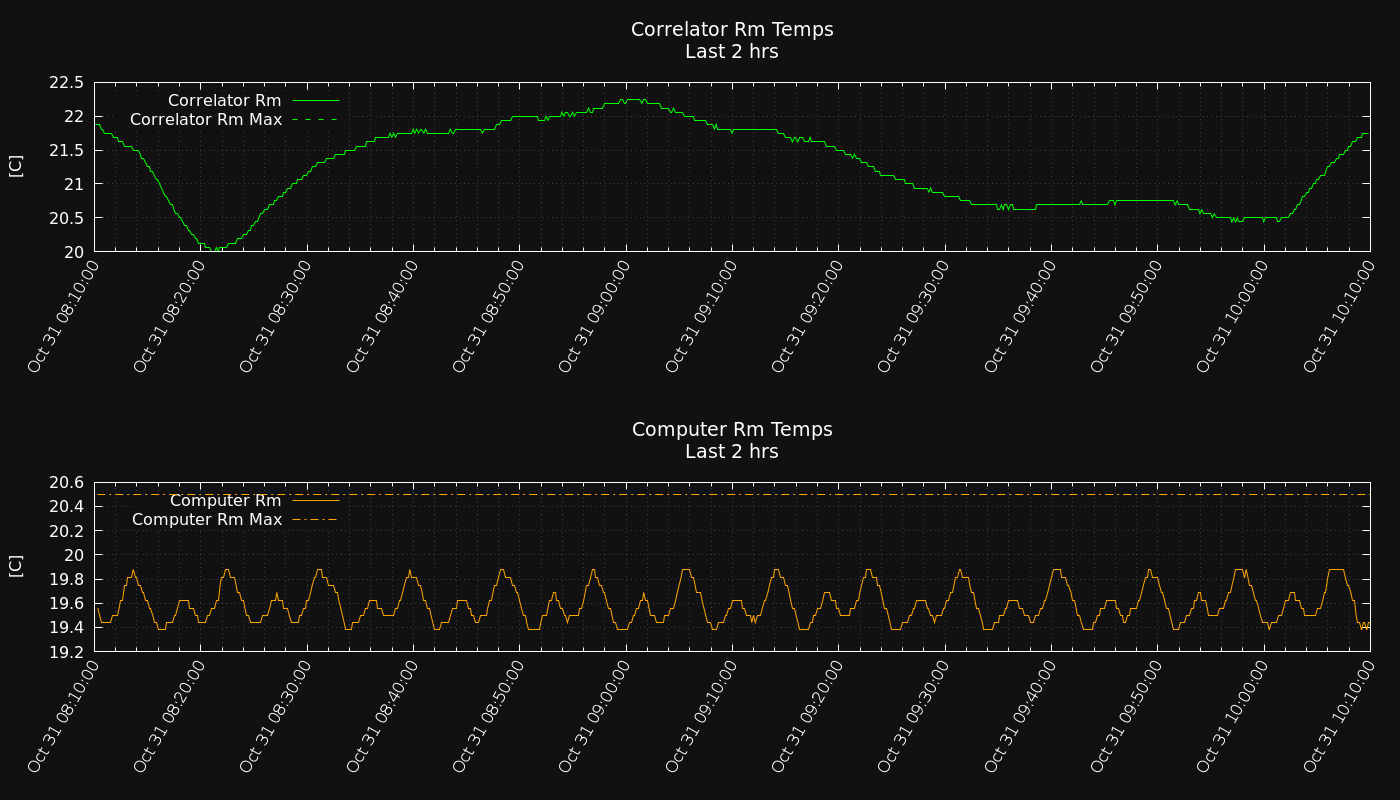 Correlator Rm Temps
Last 2 hrs
22.5
22
21.5
21
20.5
20
[C]
Correlator Rm
Correlator Rm Max
Oct 31 08:10:00
Oct 31 08:20:00
Oct 31 08:30:00
Oct 31 08:40:00
Oct 31 08:50:00
Oct 31 09:00:00
Oct 31 09:10:00
Oct 31 09:20:00
Oct 31 09:30:00
Oct 31 09:40:00
Oct 31 09:50:00
Oct 31 10:00:00
Oct 31 10:10:00
Computer Rm Temps
Last 2 hrs
20.6
20.4
20.2
20
19.8
19.6
19.4
19.2
[C]
Computer Rm
Computer Rm Max
Oct 31 08:10:00
Oct 31 08:20:00
Oct 31 08:30:00
Oct 31 08:40:00
Oct 31 08:50:00
Oct 31 09:00:00
Oct 31 09:10:00
Oct 31 09:20:00
Oct 31 09:30:00
Oct 31 09:40:00
Oct 31 09:50:00
Oct 31 10:00:00
Oct 31 10:10:00